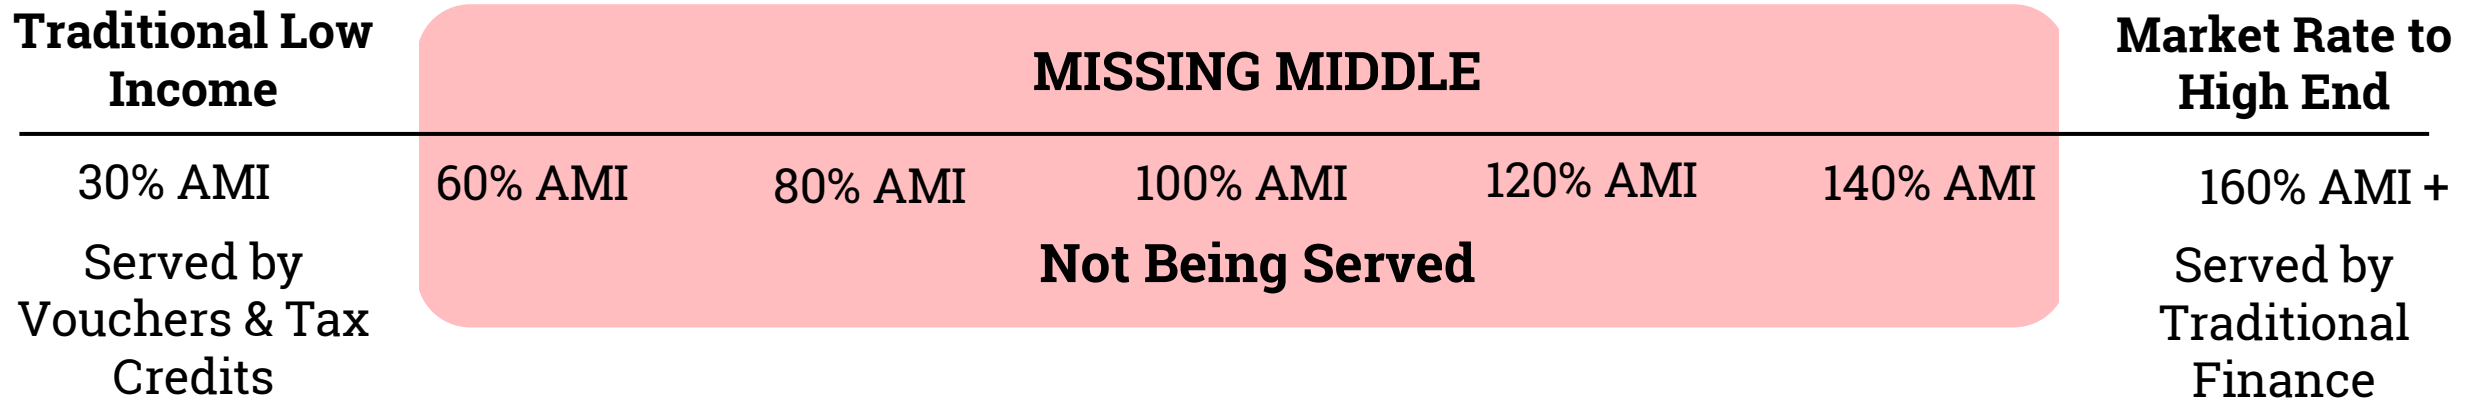 Traditional Low
Income
MISSING MIDDLE
Market Rate to
High End
30% AMI
60% AMI
80% AMI
100% AMI
120% AMI
140% AMI
160% AMI +
Served by
Vouchers & Tax
Credits
Not Being Served
Served by
Traditional
Finance